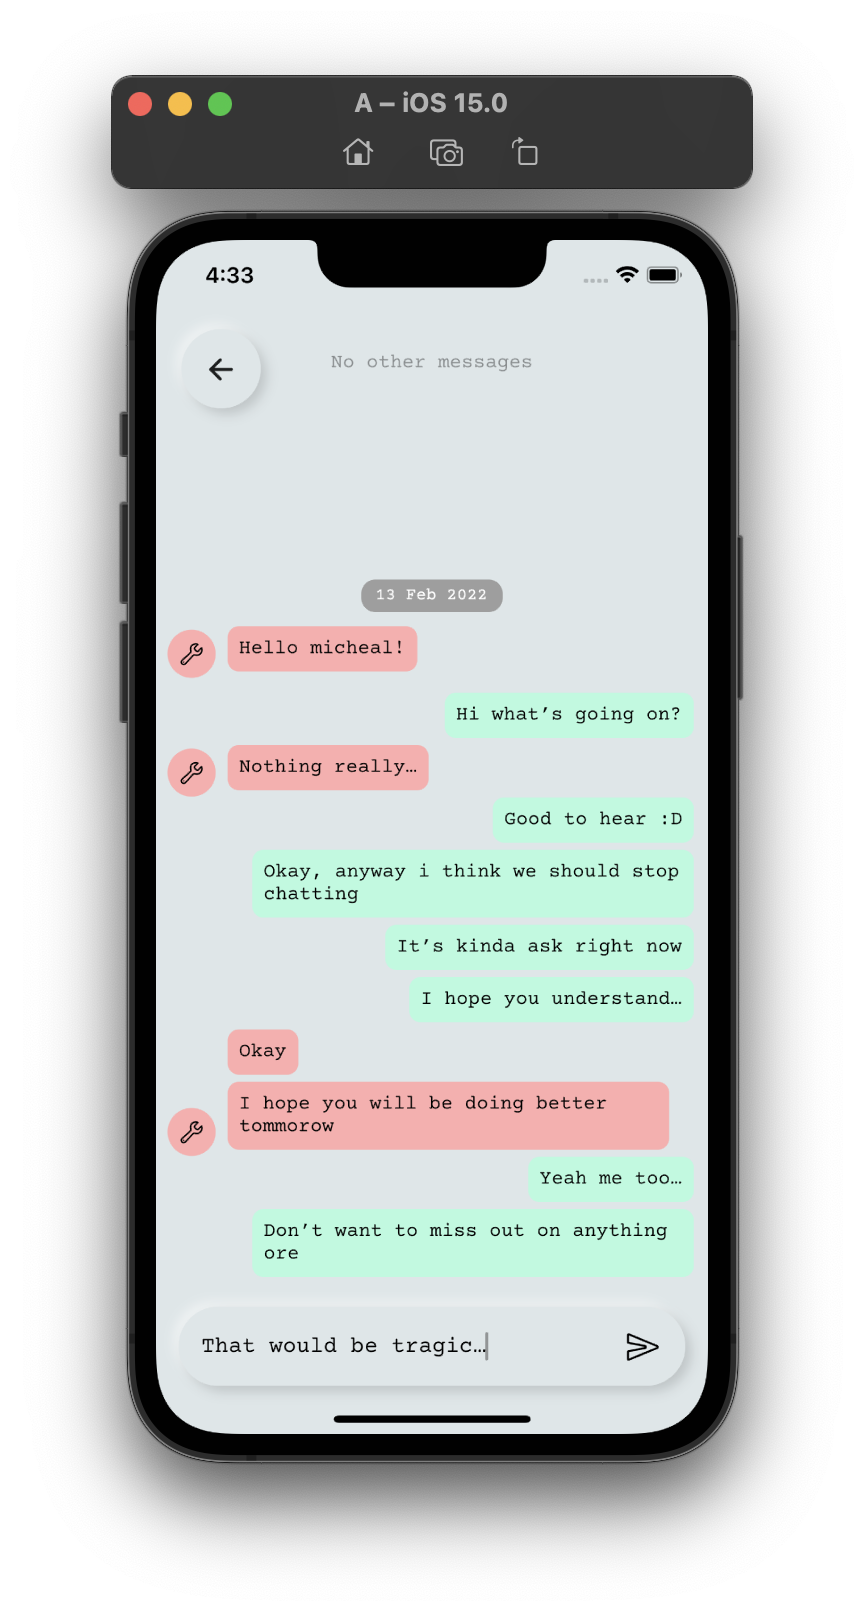 A – iOS 15.0
4:33
No other messages
13 Feb 2022
Hello micheal!
Hi what’s going on?
Nothing really…
Good to hear :D
Okay, anyway i think we should stop
chatting
It’s kinda ask right now
I hope you understand…
Okay
I hope you will be doing better
tommorow
Yeah me too…
Don’t want to miss out on anything
ore
That would be tragic…